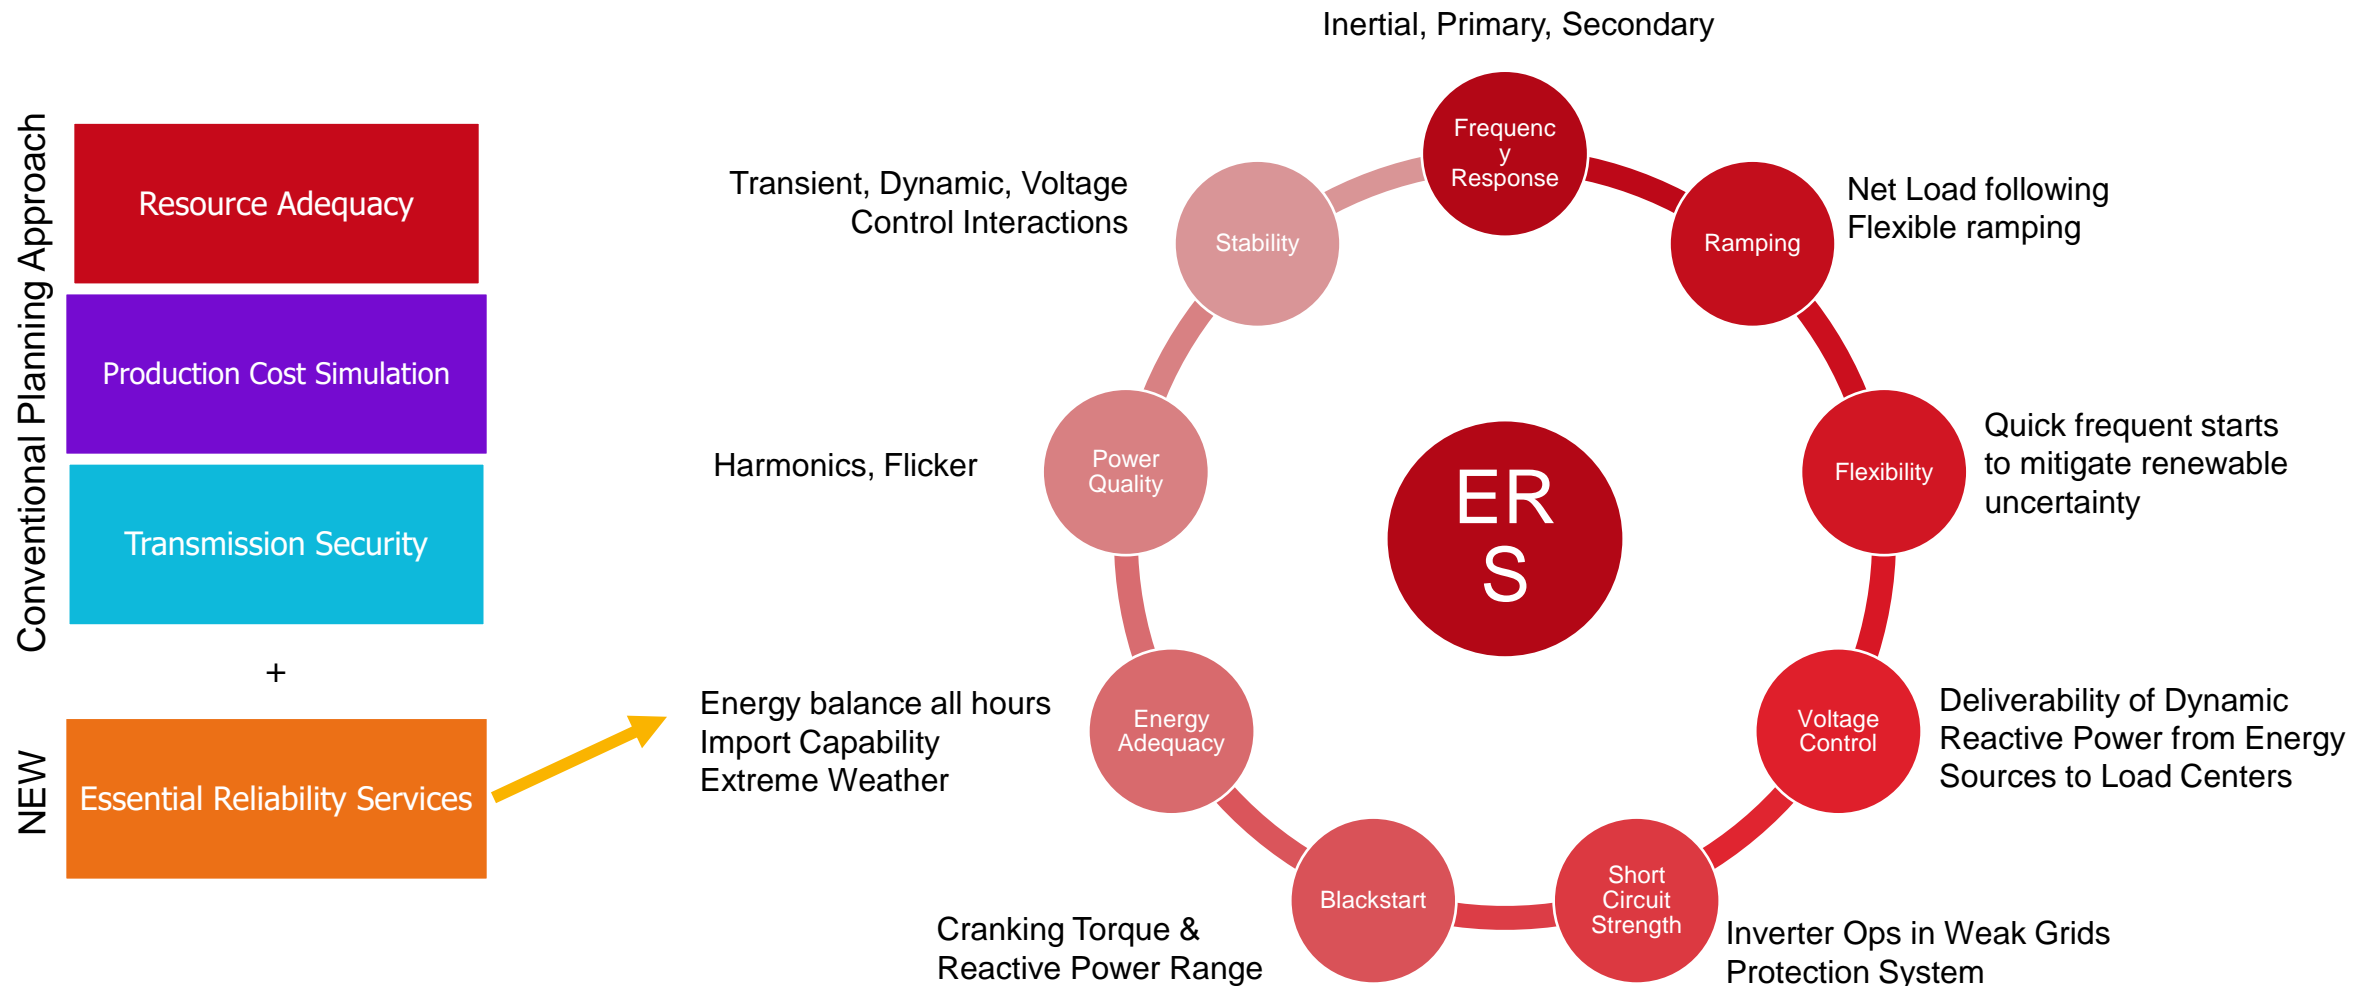 Conventional Planning Approach
Resource Adequacy
Production Cost Simulation
Transmission Security
+
NEW
Essential Reliability Services
Inertial, Primary, Secondary
Frequenc
y
Response
Ramping
Net Load following
Flexible ramping
Flexibility
Quick frequent starts
to mitigate renewable
uncertainty
Voltage
Control
Deliverability of Dynamic
Reactive Power from Energy
Sources to Load Centers
Short
Circuit
Strength
Inverter Ops in Weak Grids
Protection System
Blackstart
Cranking Torque &
Reactive Power Range
Energy
Adequacy
Energy balance all hours
Import Capability
Extreme Weather
Power
Quality
Harmonics, Flicker
Stability
Transient, Dynamic, Voltage
Control Interactions
ER
S